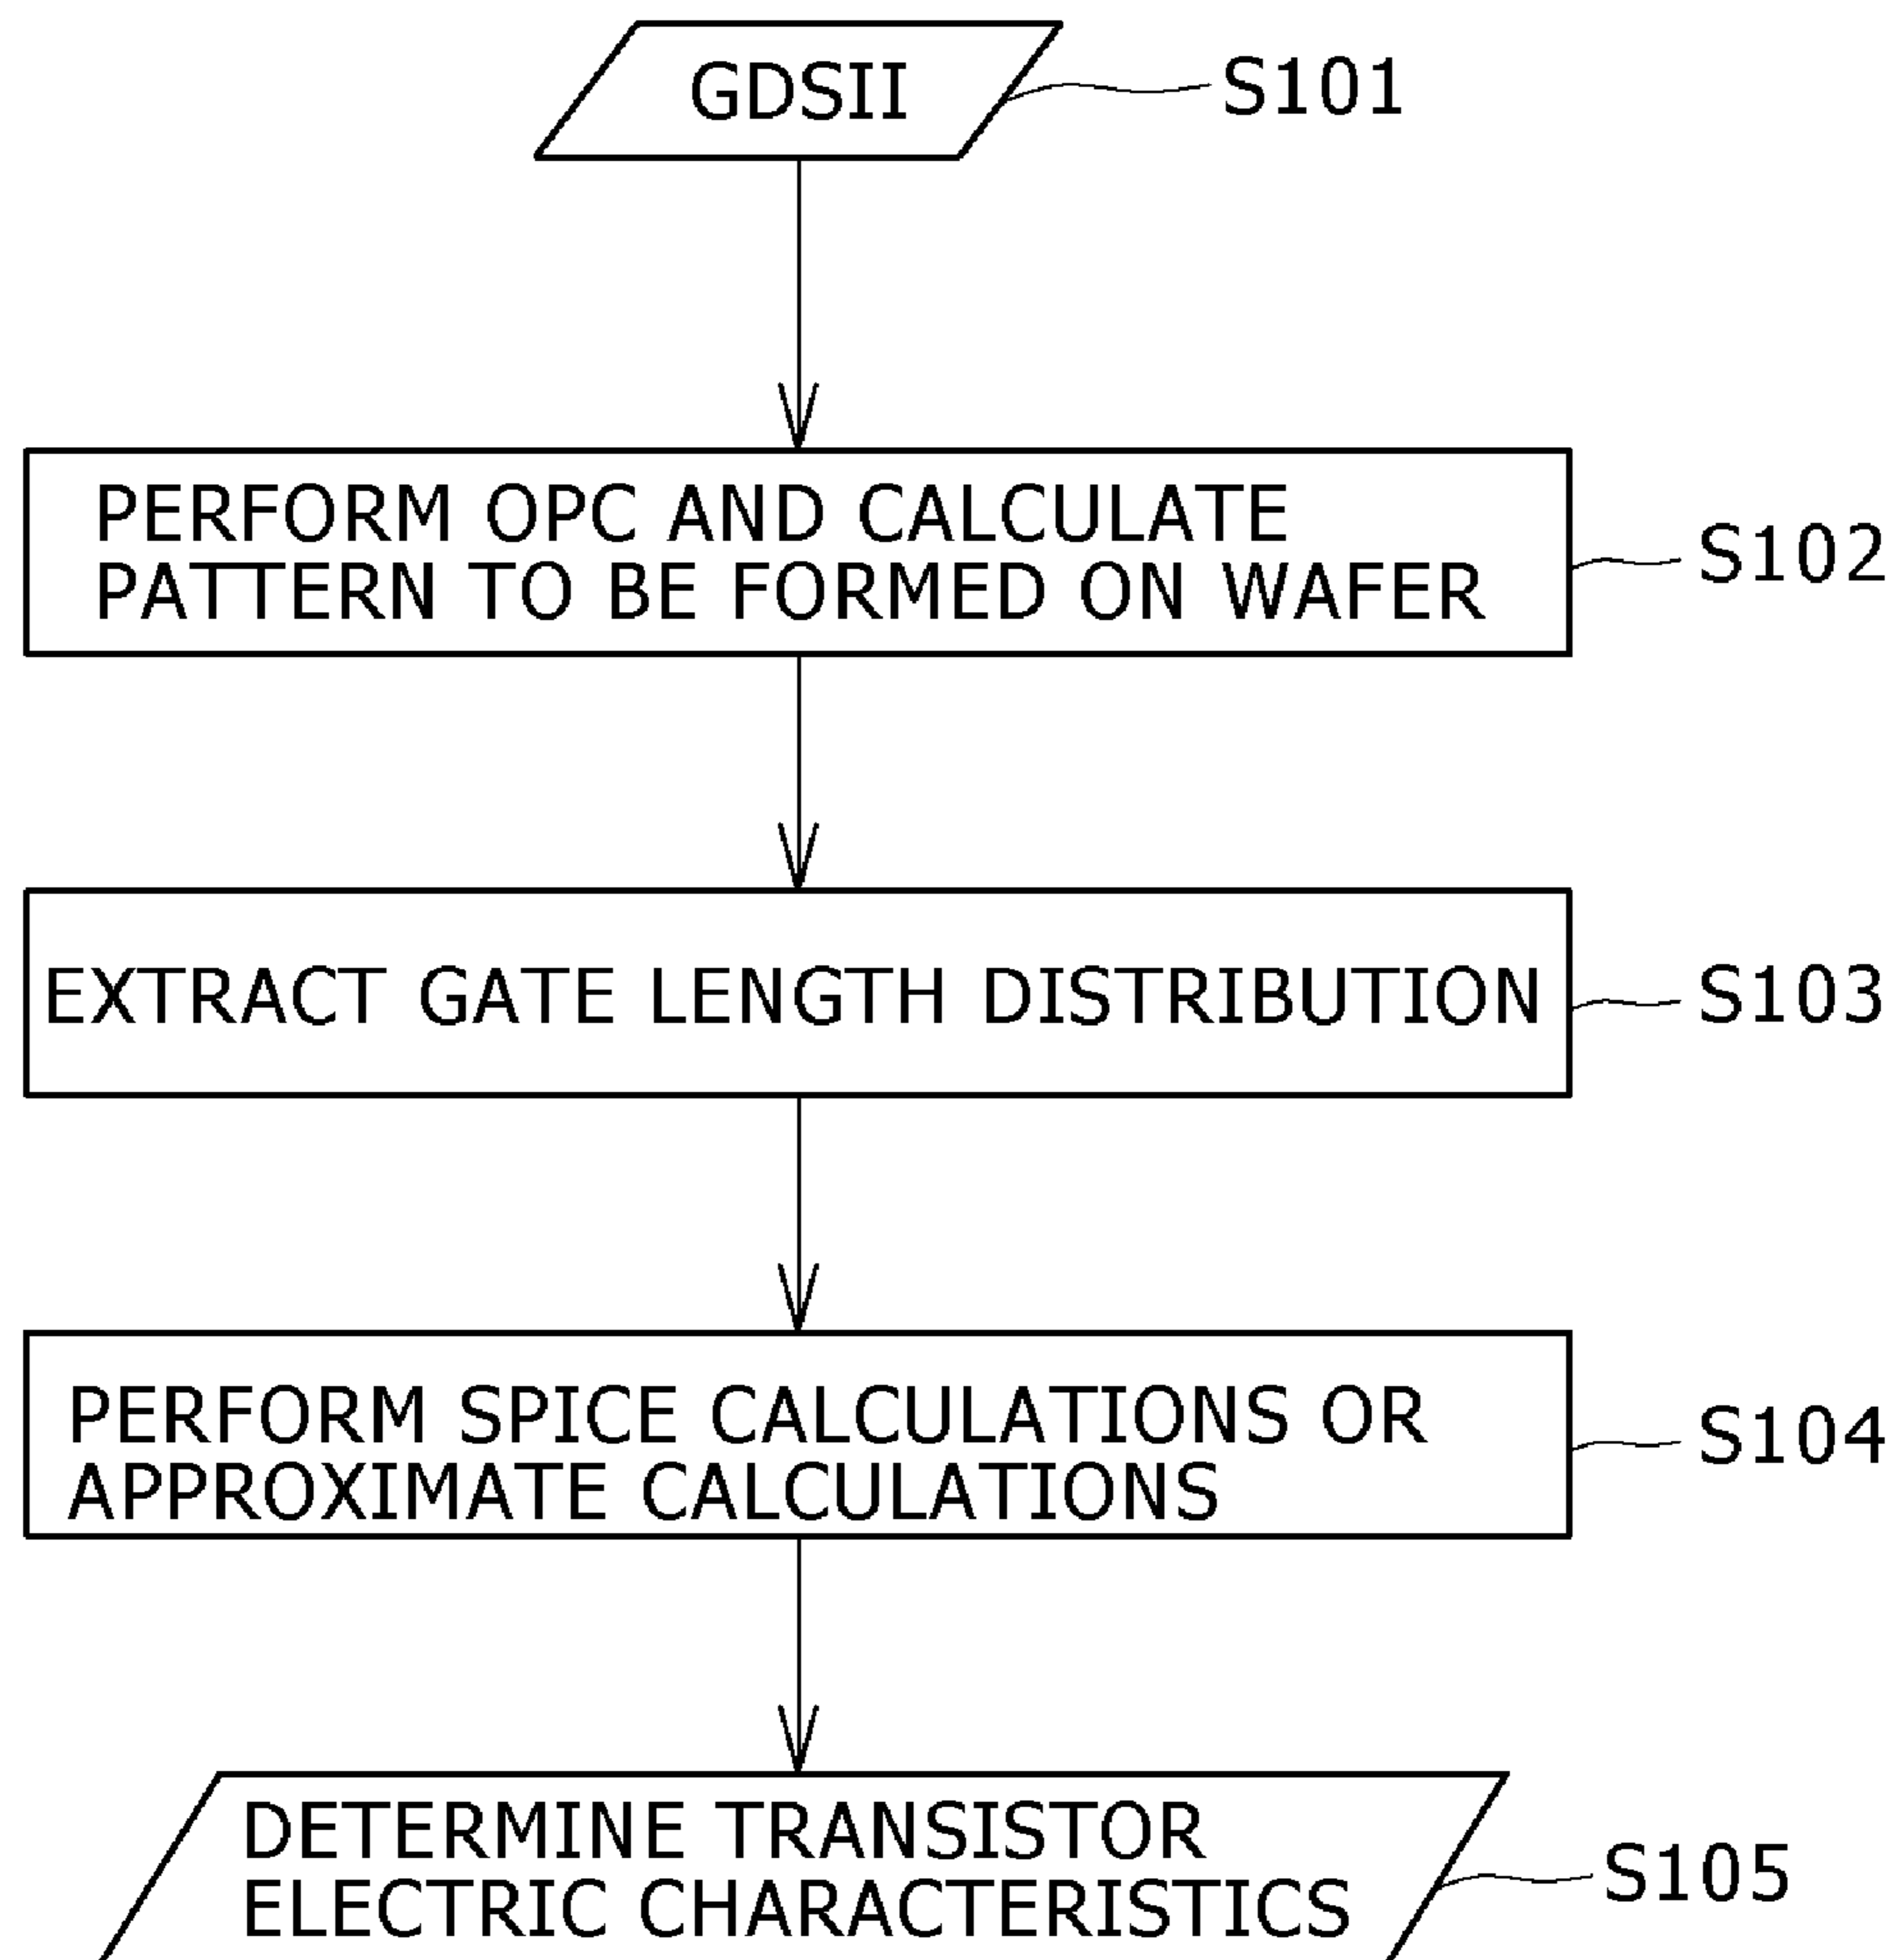 GDSII
S101
PERFORM OPC AND CALCULATE
PATTERN TO BE FORMED ON WAFER
S102
EXTRACT GATE LENGTH DISTRIBUTION
S103
PERFORM SPICE CALCULATIONS OR
APPROXIMATE CALCULATIONS
S104
DETERMINE TRANSISTOR
ELECTRIC CHARACTERISTICS
S105